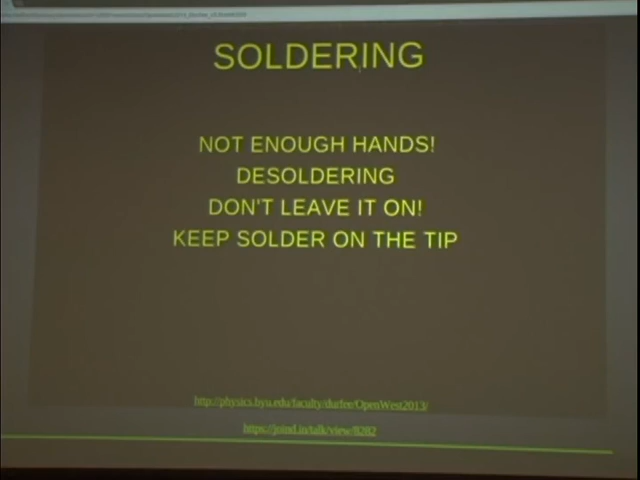 SOLDERING
NOT ENOUGH HANDS!
DESOLDERING
DON'T LEAVE IT ON!
KEEP SOLDER ON THE TIP
http://physics.byu.edu/faculty/durfee/OpenWest2013/
https://joind.in/talk/view/8282